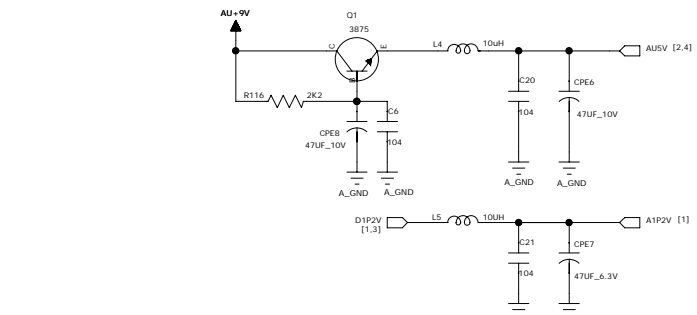 AU+9V
Q1
3875
C
E
B
L4
10uH
AU5V [2,4]
R116
2K2
C6
104
CPE8
47UF_10V
A_GND
A_GND
C20
104
CPE6
47UF_10V
A_GND
A_GND
D1P2V
[1,3]
L5
10UH
A1P2V [1]
C21
104
CPE7
47UF_6.3V